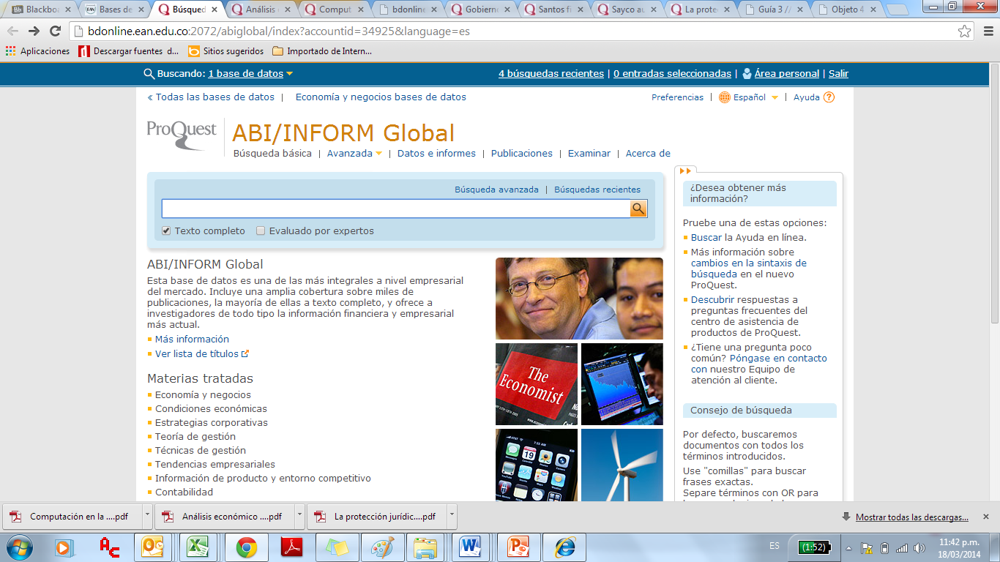 Blackboa
Bases de
Búsqued
Análisis
Comput
bdonline
Gobierne
Santos fi
Sayco au
La prote
Guía 3 //
Objeto 4
bdonline.ean.edu.co:2072/abiglobal/index?accountid=34925&language=es
Aplicaciones Descargar fuentes d... Sitios sugeridos Importado de Intern...
Buscando: 1 base de datos 4 búsquedas recientes | 0 entradas seleccionadas | Área personal | Salir
« Todas las bases de datos | Economía y negocios bases de datos Preferencias | Español | Ayuda ?
ProQuest
ABI/INFORM Global
Búsqueda básica | Avanzada | Datos e informes | Publicaciones | Examinar | Acerca de
Búsqueda avanzada | Búsquedas recientes
Texto completo Evaluado por expertos
ABI/INFORM Global
Esta base de datos es una de las más integrales a nivel empresarial
del mercado. Incluye una amplia cobertura sobre miles de
publicaciones, la mayoría de ellas a texto completo, y ofrece a
investigadores de todo tipo la información financiera y empresarial
más actual.
Más información
Ver lista de títulos
Materias tratadas
Economía y negocios
Condiciones económicas
Estrategias corporativas
Teoría de gestión
Técnicas de gestión
Tendencias empresariales
Información de producto y entorno competitivo
Contabilidad
The
Economist
¿Desea obtener más
información?
Pruebe una de estas opciones:
Buscar la Ayuda en línea.
Más información sobre
cambios en la sintaxis de
búsqueda en el nuevo
ProQuest.
Descubrir respuestas a
preguntas frecuentes del
centro de asistencia de
productos de ProQuest.
¿Tiene una pregunta poco
común? Póngase en contacto
con nuestro Equipo de
atención al cliente.
Consejo de búsqueda
Por defecto, buscaremos
documentos con todos los
términos introducidos.
Use "comillas" para buscar
frases exactas.
Separe términos con OR para
Computación en la ....pdf
Análisis económico ....pdf
La protección jurídic....pdf
Mostrar todas las descargas...
ES
(1:52)
11:42 p.m.
18/03/2014